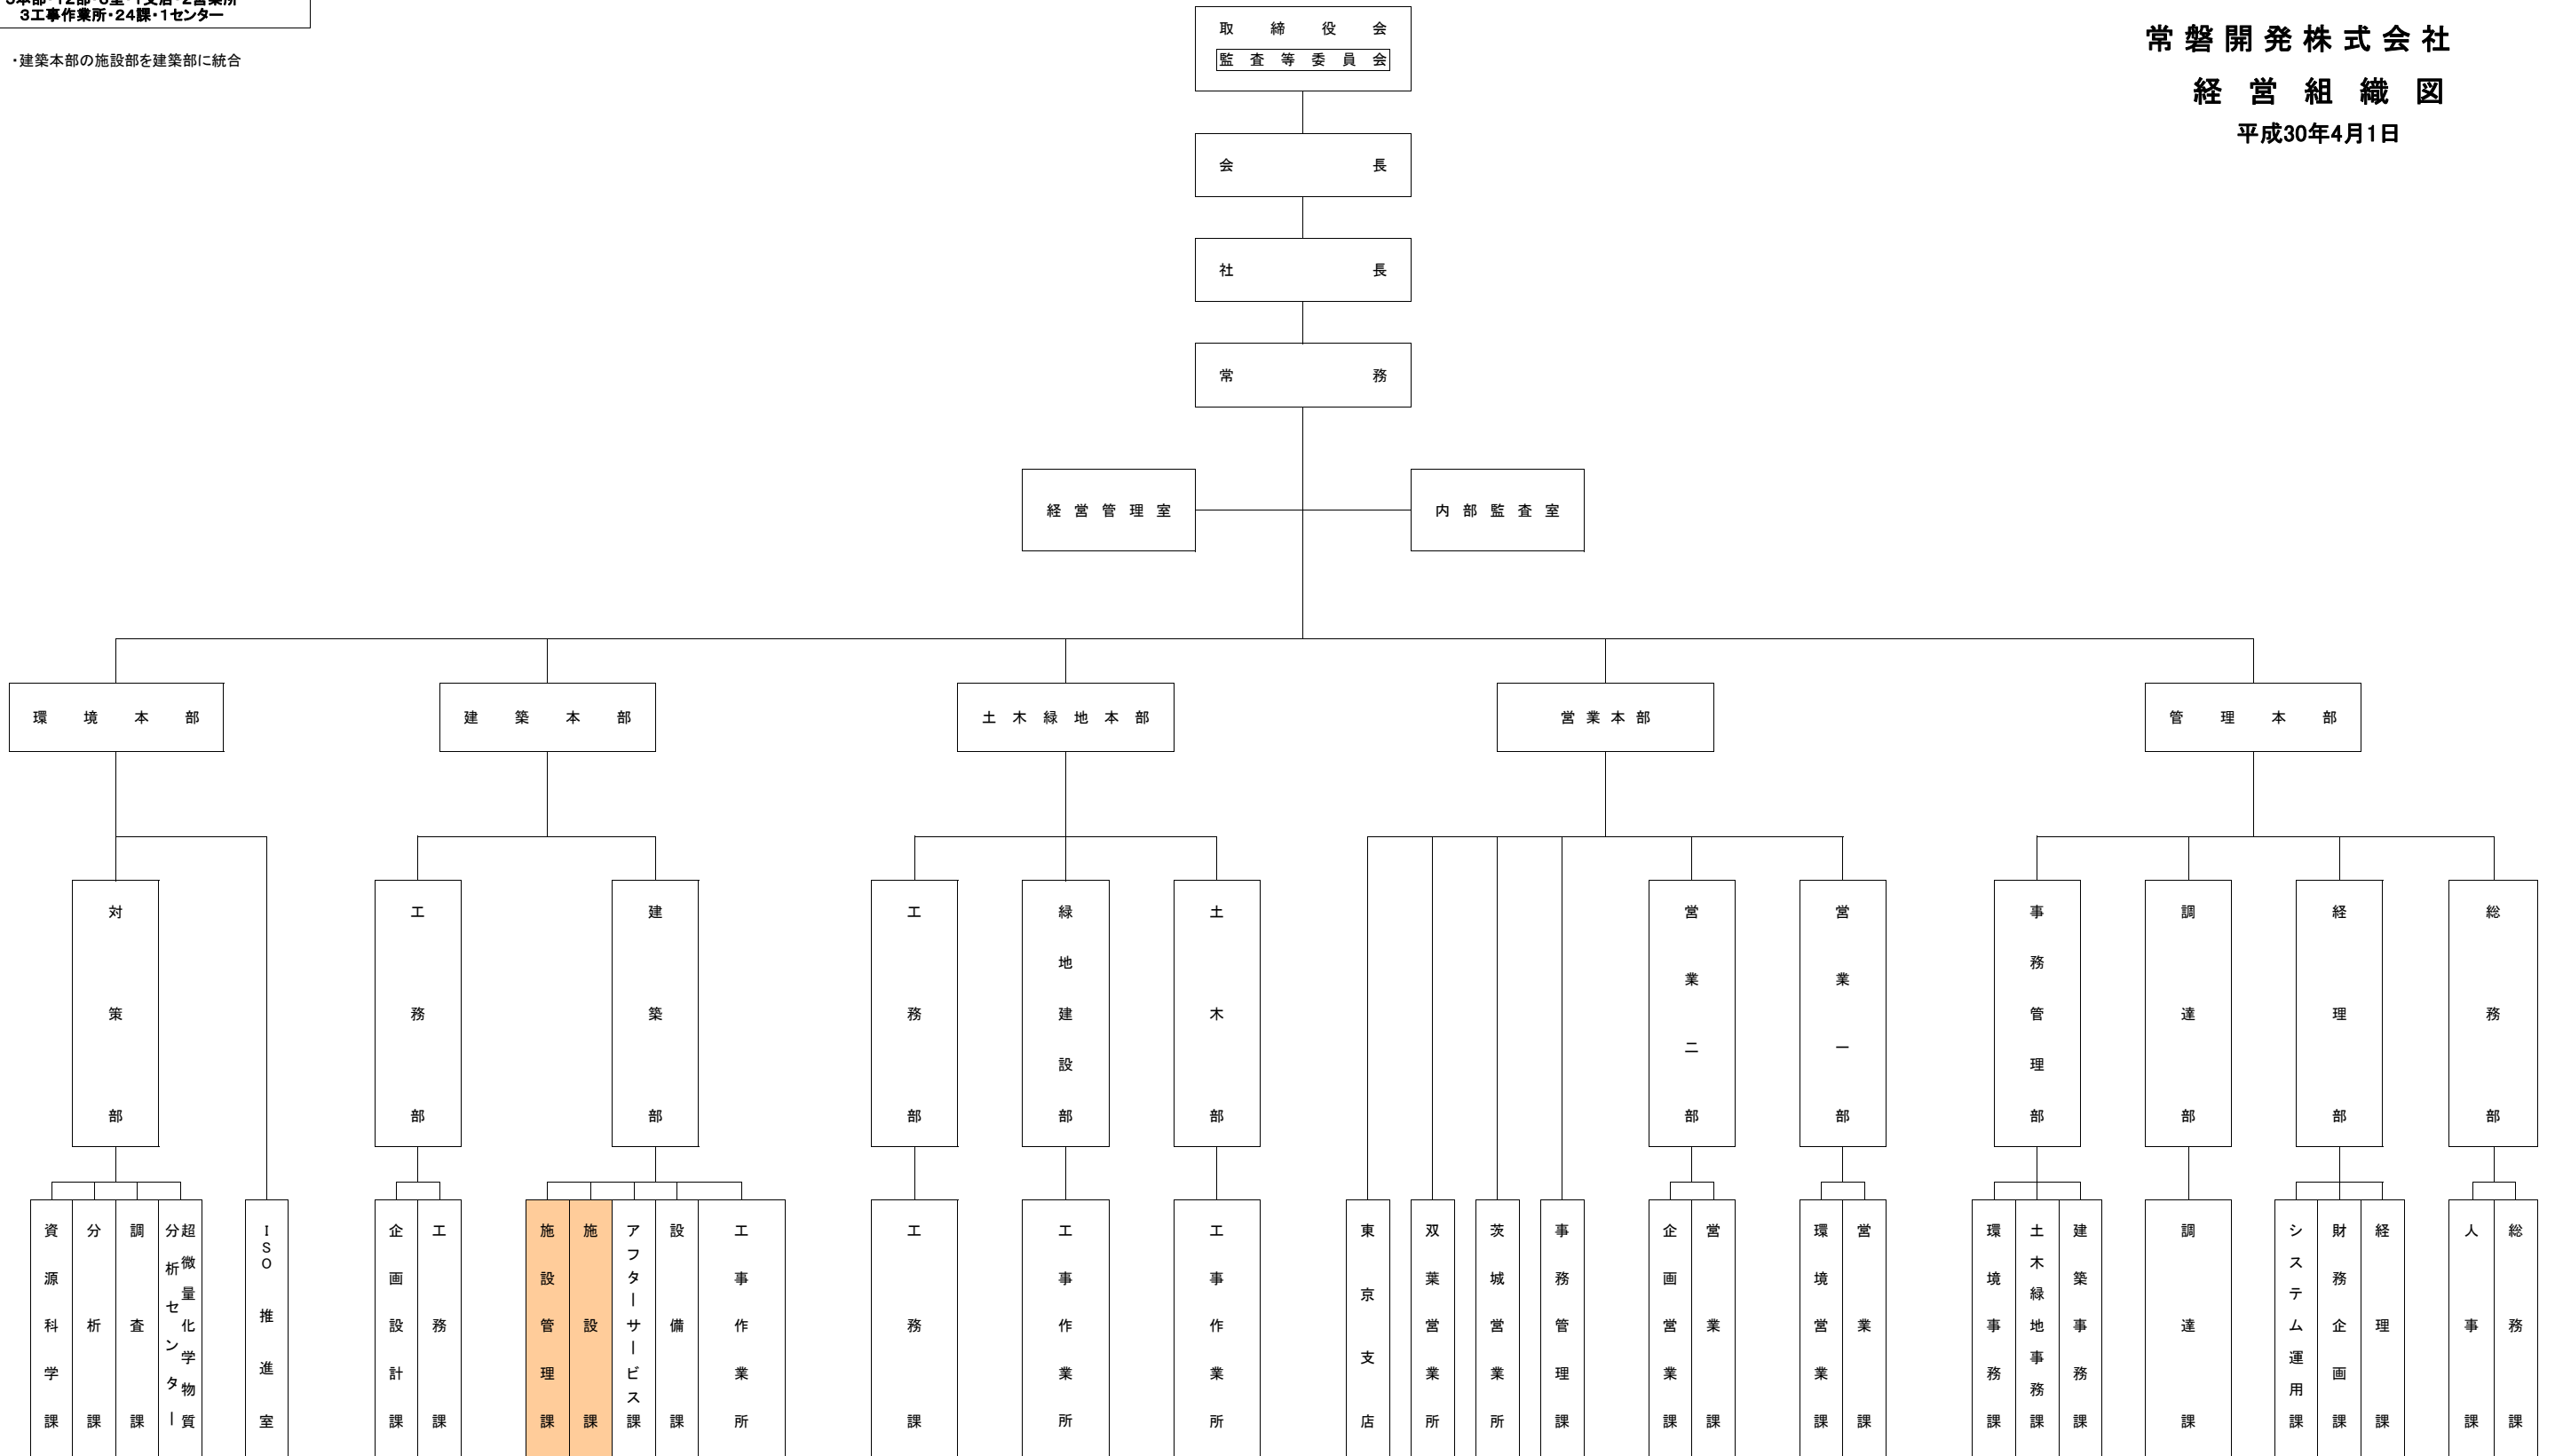 3工事作業所・24課・1センター
・建築本部の施設部を建築部に統合
常磐開発株式会社
経営組織図
平成30年4月1日
取締役会
監査等委員会
会長
社長
常務
経営管理室
内部監査室
環境本部
建築本部
土木緑地本部
営業本部
管理本部
対策部
工務部
建築部
工務部
緑地建設部
土木部
営業二部
営業一部
事務管理部
調達部
経理部
総務部
資源科学課
分析課
調査課
超微量化学物質
分析センター
ISO推進室
企画設計課
工務課
施設管理課
施設課
アフターサービス課
設備課
工事作業所
工務課
工事作業所
工事作業所
東京支店
双葉営業所
茨城営業所
事務管理課
企画営業課
営業課
環境営業課
営業課
環境事務課
土木緑地事務課
建築事務課
調達課
システム運用課
財務企画課
経理課
人事課
総務課